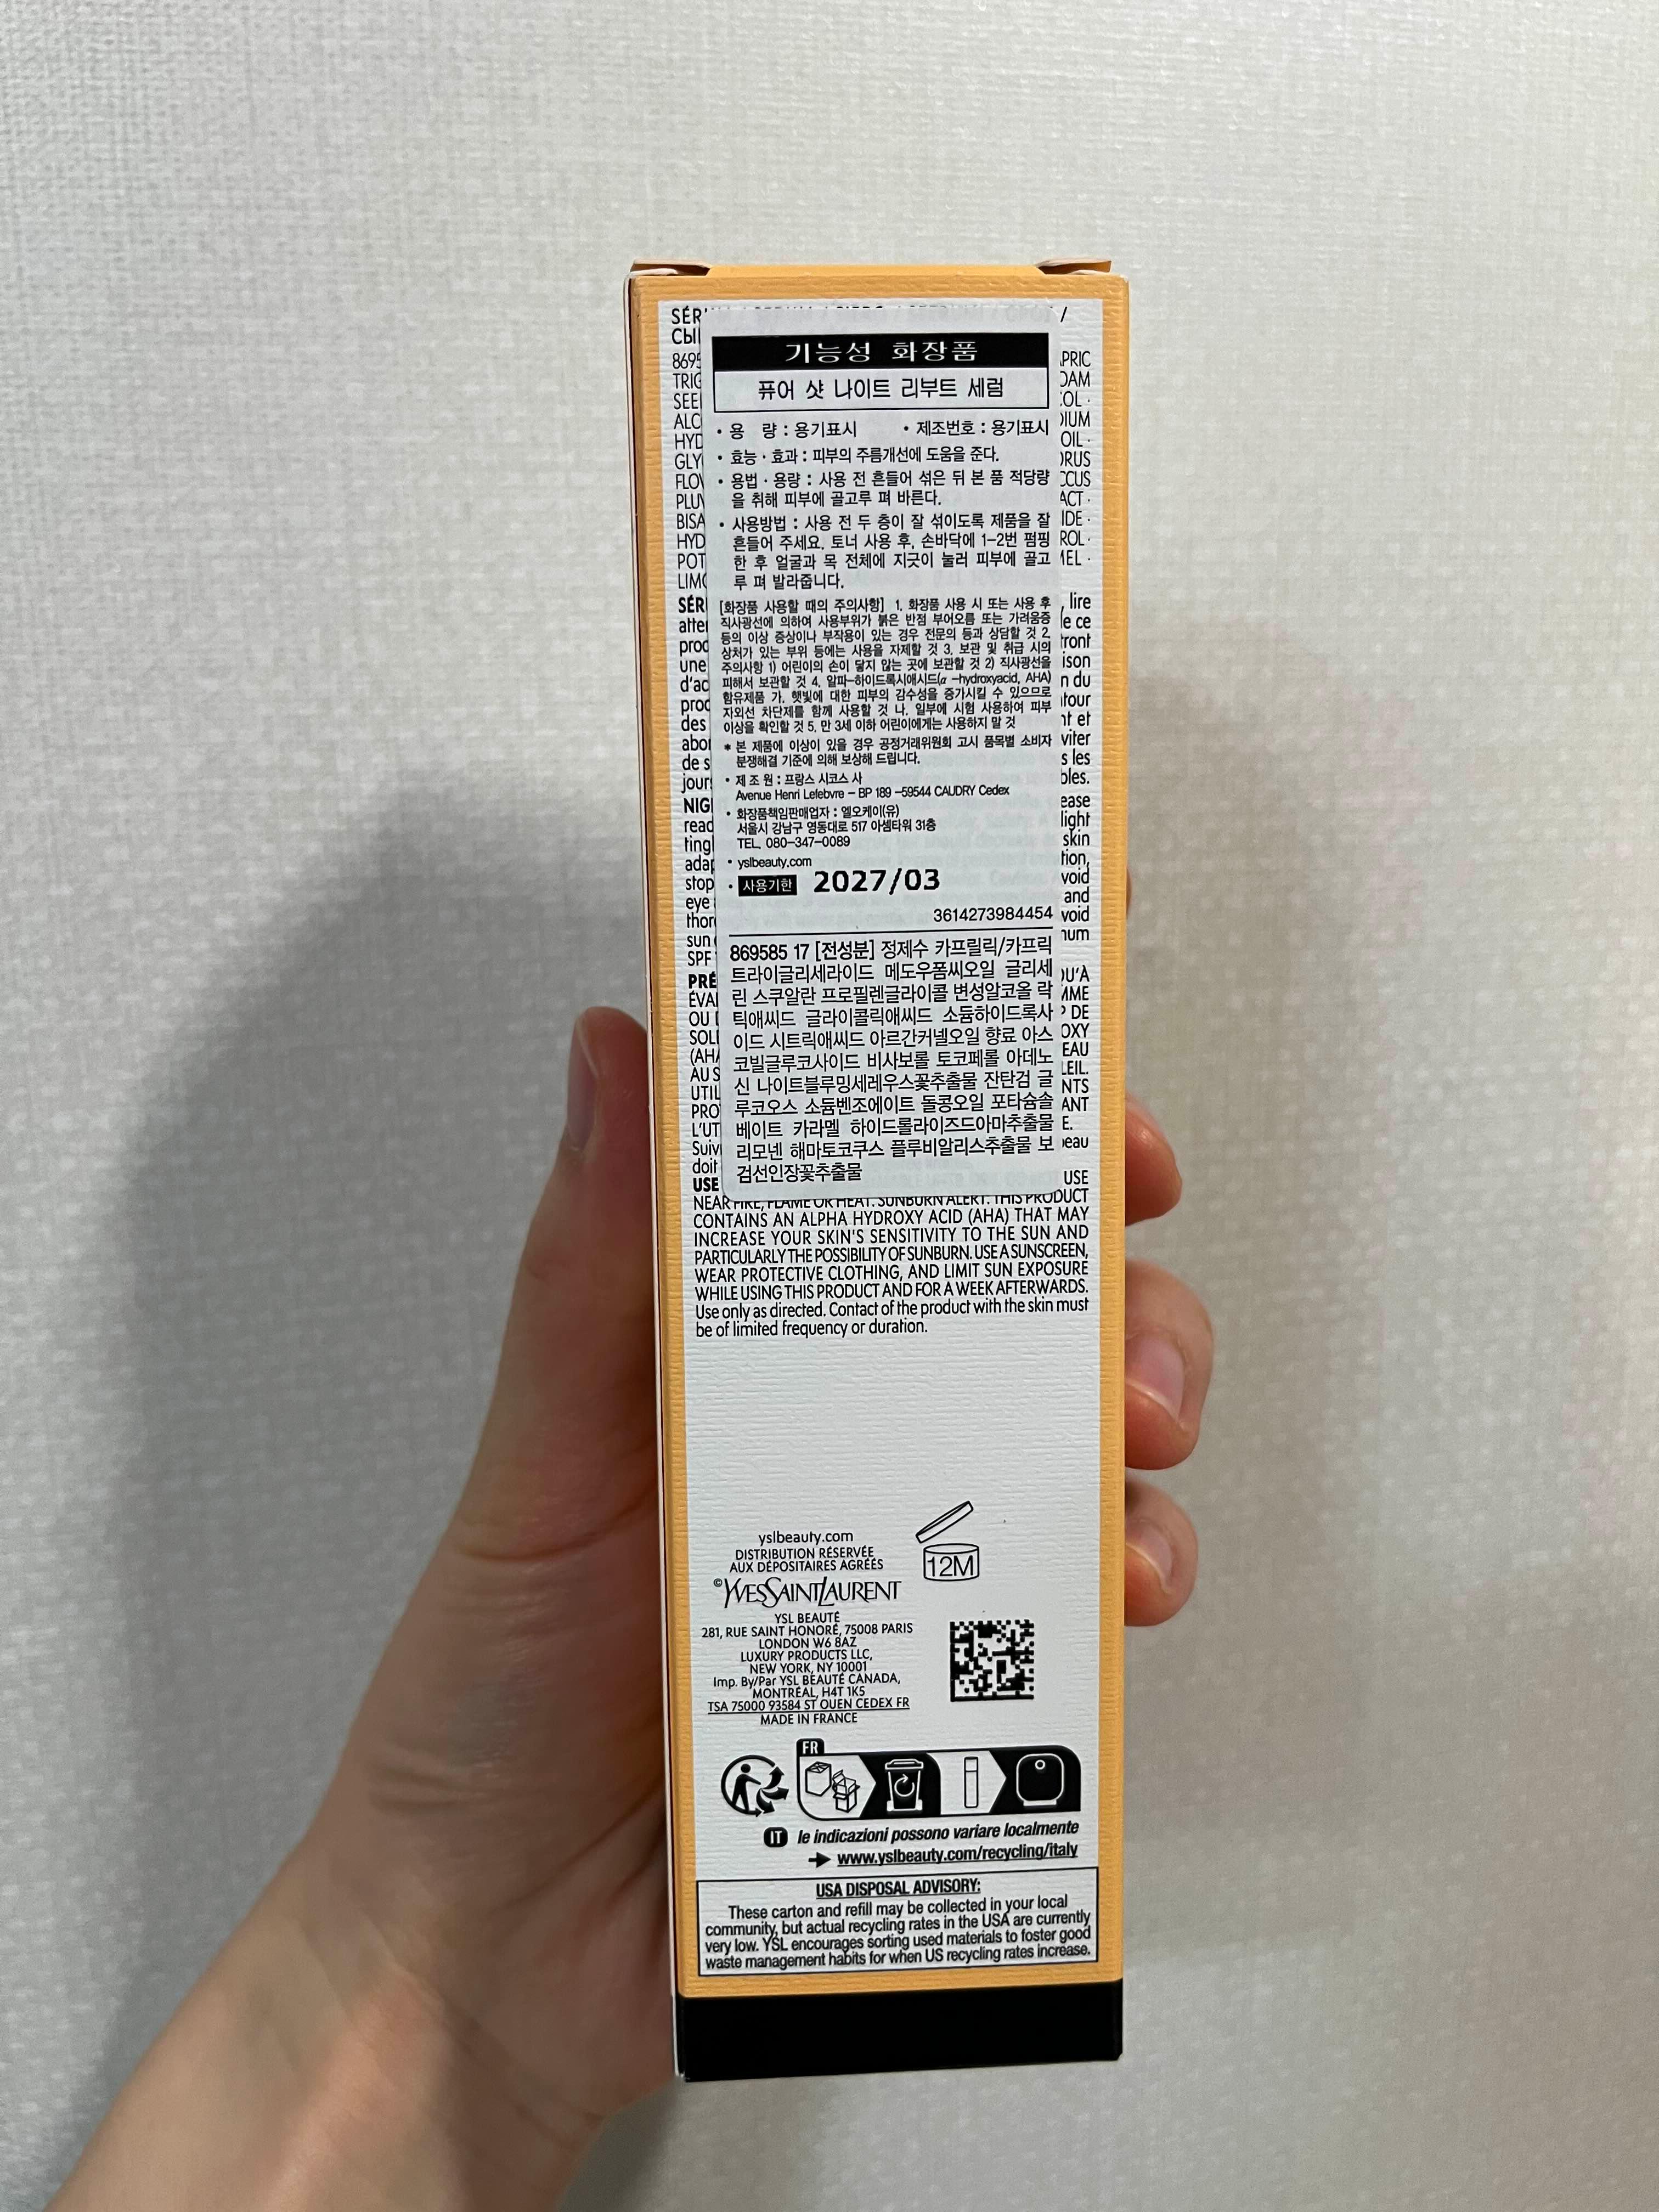 SÉR
СЫ
8695
TRIG
SEE
ALC
HYD
GLY
FLO
PLUV
BISA
HYD
POT
LIMO
PRIC
DAM
COL ·
DIUM
OIL ·
ORUS
CCUS
ACT ·
IDE ·
ROL ·
MEL ·
기능성 화장품
퓨어 샷 나이트 리부트 세럼
• 용 량 : 용기표시 • 제조번호 : 용기표시
• 효능 · 효과 : 피부의 주름개선에 도움을 준다.
• 용법 · 용량 : 사용 전 흔들어 섞은 뒤 본 품 적당량
을 취해 피부에 골고루 펴 바른다.
• 사용방법 : 사용 전 두 층이 잘 섞이도록 제품을 잘
흔들어 주세요. 토너 사용 후, 손바닥에 1-2번 펌핑
한 후 얼굴과 목 전체에 지긋이 눌러 피부에 골고
루 펴 발라줍니다.
[화장품 사용할 때의 주의사항] 1. 화장품 사용 시 또는 사용 후
직사광선에 의하여 사용부위가 붉은 반점 부어오름 또는 가려움증
등의 이상 증상이나 부작용이 있는 경우 전문의 등과 상담할 것 2.
상처가 있는 부위 등에는 사용을 자제할 것 3. 보관 및 취급 시의
주의사항 1) 어린이의 손이 닿지 않는 곳에 보관할 것 2) 직사광선을
피해서 보관할 것 4. 알파-하이드록시애시드(α -hydroxyacid, AHA)
함유제품 가. 햇빛에 대한 피부의 감수성을 증가시킬 수 있으므로
자외선 차단제를 함께 사용할 것 나. 일부에 시험 사용하여 피부
이상을 확인할 것 5. 만 3세 이하 어린이에게는 사용하지 말 것
* 본 제품에 이상이 있을 경우 공정거래위원회 고시 품목별 소비자
분쟁해결 기준에 의해 보상해 드립니다.
• 제 조 원 : 프랑스 시코스 사
Avenue Henri Lefebvre – BP 189 –59544 CAUDRY Cedex
• 화장품책임판매업자 : 엘오케이(유)
서울시 강남구 영동대로 517 아셈타워 31층
TEL. 080-347-0089
• yslbeauty.com
• 사용기한 2027/03
3614273984454
869585 17 [전성분] 정제수 카프릴릭/카프릭
트라이글리세라이드 메도우폼씨오일 글리세
린 스쿠알란 프로필렌글라이콜 변성알코올 락
틱애씨드 글라이콜릭애씨드 소듐하이드록사
이드 시트릭애씨드 아르간커넬오일 향료 아스
코빌글루코사이드 비사보롤 토코페롤 아데노
신 나이트블루밍세레우스꽃추출물 잔탄검 글
루코오스 소듐벤조에이트 돌콩오일 포타슘솔
베이트 카라멜 하이드롤라이즈드아마추출물
리모넨 해마토코쿠스 플루비알리스추출물 보
검선인장꽃추출물
USE USE
NEAR FIRE, FLAME OR HEAT. SUNBURN ALERT: THIS PRODUCT
CONTAINS AN ALPHA HYDROXY ACID (AHA) THAT MAY
INCREASE YOUR SKIN'S SENSITIVITY TO THE SUN AND
PARTICULARLY THE POSSIBILITY OF SUNBURN. USE A SUNSCREEN,
WEAR PROTECTIVE CLOTHING, AND LIMIT SUN EXPOSURE
WHILE USING THIS PRODUCT AND FOR A WEEK AFTERWARDS.
Use only as directed. Contact of the product with the skin must
be of limited frequency or duration.
yslbeauty.com
DISTRIBUTION RÉSERVÉE
AUX DÉPOSITAIRES AGRÉÉS
12M
© YVESSAINTLAURENT
YSL BEAUTÉ
281, RUE SAINT HONORÉ, 75008 PARIS
LONDON W6 8AZ
LUXURY PRODUCTS LLC,
NEW YORK, NY 10001
Imp. By/Par YSL BEAUTÉ CANADA,
MONTRÉAL, H4T 1K5
TSA 75000 93584 ST OUEN CEDEX FR
MADE IN FRANCE
FR
IT le indicazioni possono variare localmente
www.yslbeauty.com/recycling/italy
USA DISPOSAL ADVISORY:
These carton and refill may be collected in your local
community, but actual recycling rates in the USA are currently
very low. YSL encourages sorting used materials to foster good
waste management habits for when US recycling rates increase.